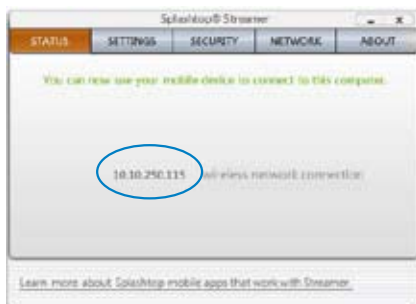 Splashtop® Streamer
STATUS SETTINGS SECURITY NETWORK ABOUT
You can now use your mobile device to connect to this computer.
10.10.250.115 wireless network connection
Learn more about Splashtop mobile apps that work with Streamer.